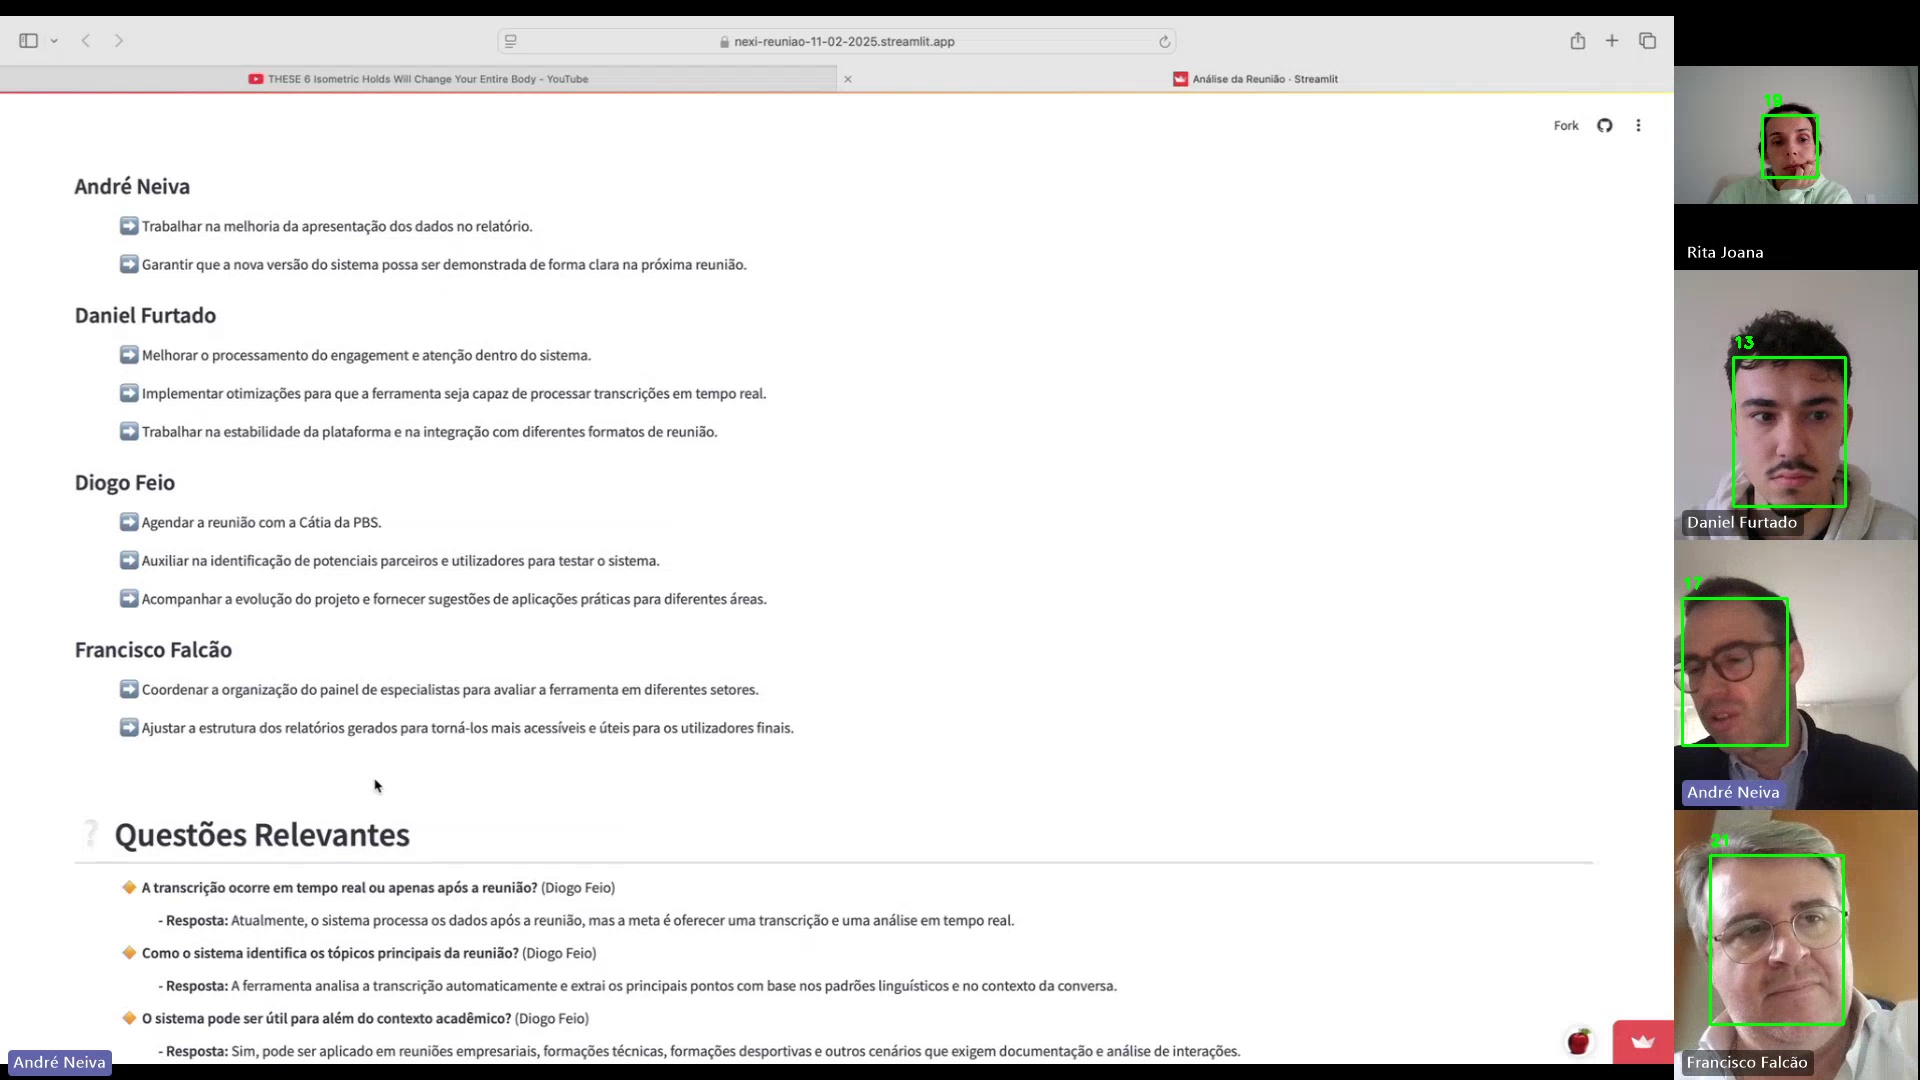 nexi-reuniao-11-02-2025.streamlit.app
THESE 6 Isometric Holds Will Change Your Entire Body - YouTube
Análise da Reunião · Streamlit
Fork
André Neiva
Trabalhar na melhoria da apresentação dos dados no relatório.
Garantir que a nova versão do sistema possa ser demonstrada de forma clara na próxima reunião.
Daniel Furtado
Melhorar o processamento do engagement e atenção dentro do sistema.
Implementar otimizações para que a ferramenta seja capaz de processar transcrições em tempo real.
Trabalhar na estabilidade da plataforma e na integração com diferentes formatos de reunião.
Diogo Feio
Agendar a reunião com a Cátia da PBS.
Auxiliar na identificação de potenciais parceiros e utilizadores para testar o sistema.
Acompanhar a evolução do projeto e fornecer sugestões de aplicações práticas para diferentes áreas.
Francisco Falcão
Coordenar a organização do painel de especialistas para avaliar a ferramenta em diferentes setores.
Ajustar a estrutura dos relatórios gerados para torná-los mais acessíveis e úteis para os utilizadores finais.
❔ Questões Relevantes
🔸 A transcrição ocorre em tempo real ou apenas após a reunião? (Diogo Feio)
- Resposta: Atualmente, o sistema processa os dados após a reunião, mas a meta é oferecer uma transcrição e uma análise em tempo real.
🔸 Como o sistema identifica os tópicos principais da reunião? (Diogo Feio)
- Resposta: A ferramenta analisa a transcrição automaticamente e extrai os principais pontos com base nos padrões linguísticos e no contexto da conversa.
🔸 O sistema pode ser útil para além do contexto acadêmico? (Diogo Feio)
- Resposta: Sim, pode ser aplicado em reuniões empresariais, formações técnicas, formações desportivas e outros cenários que exigem documentação e análise de interações.
André Neiva
19
Rita Joana
13
Daniel Furtado
17
André Neiva
21
Francisco Falcão